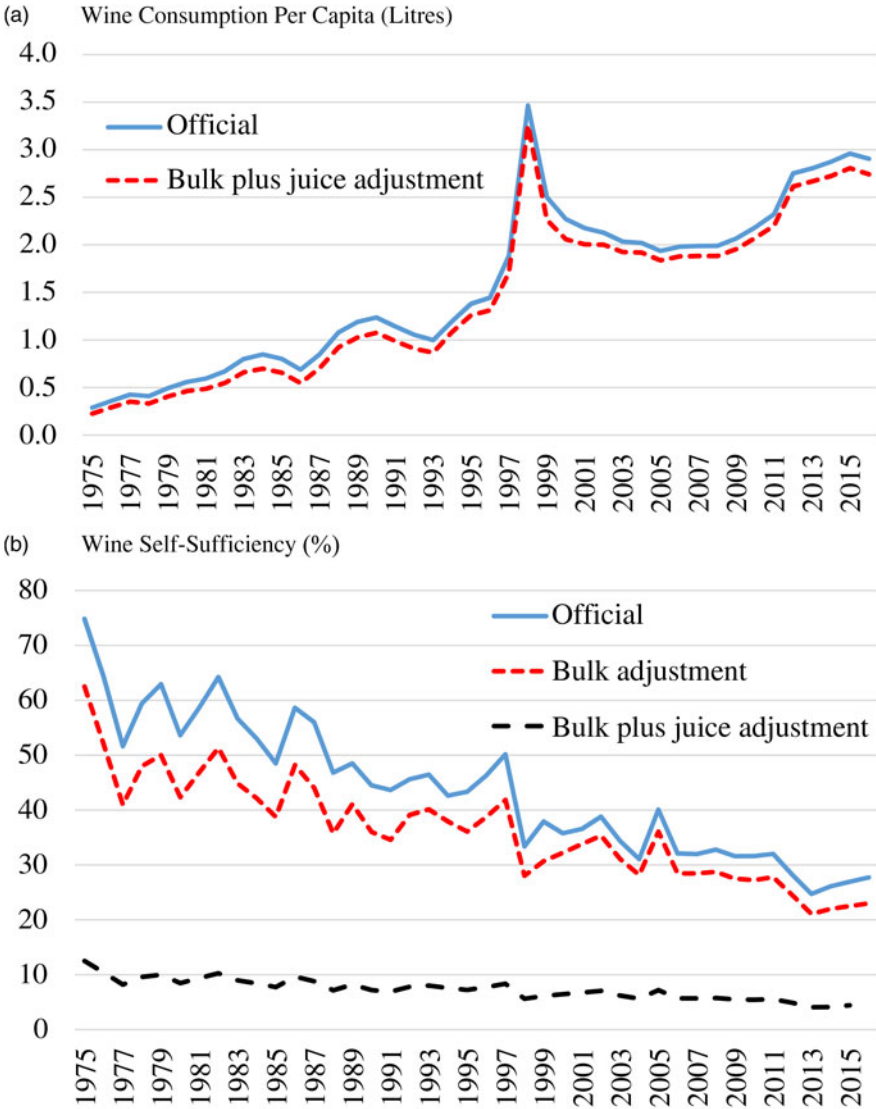 (a) Wine Consumption Per Capita (Litres)
4.0
3.5
3.0
2.5
2.0
1.5
1.0
0.5
0.0
Official
Bulk plus juice adjustment
1975 1977 1979 1981 1983 1985 1987 1989 1991 1993 1995 1997 1999 2001 2003 2005 2007 2009 2011 2013 2015
(b) Wine Self-Sufficiency (%)
80
70
60
50
40
30
20
10
0
Official
Bulk adjustment
Bulk plus juice adjustment
1975 1977 1979 1981 1983 1985 1987 1989 1991 1993 1995 1997 1999 2001 2003 2005 2007 2009 2011 2013 2015